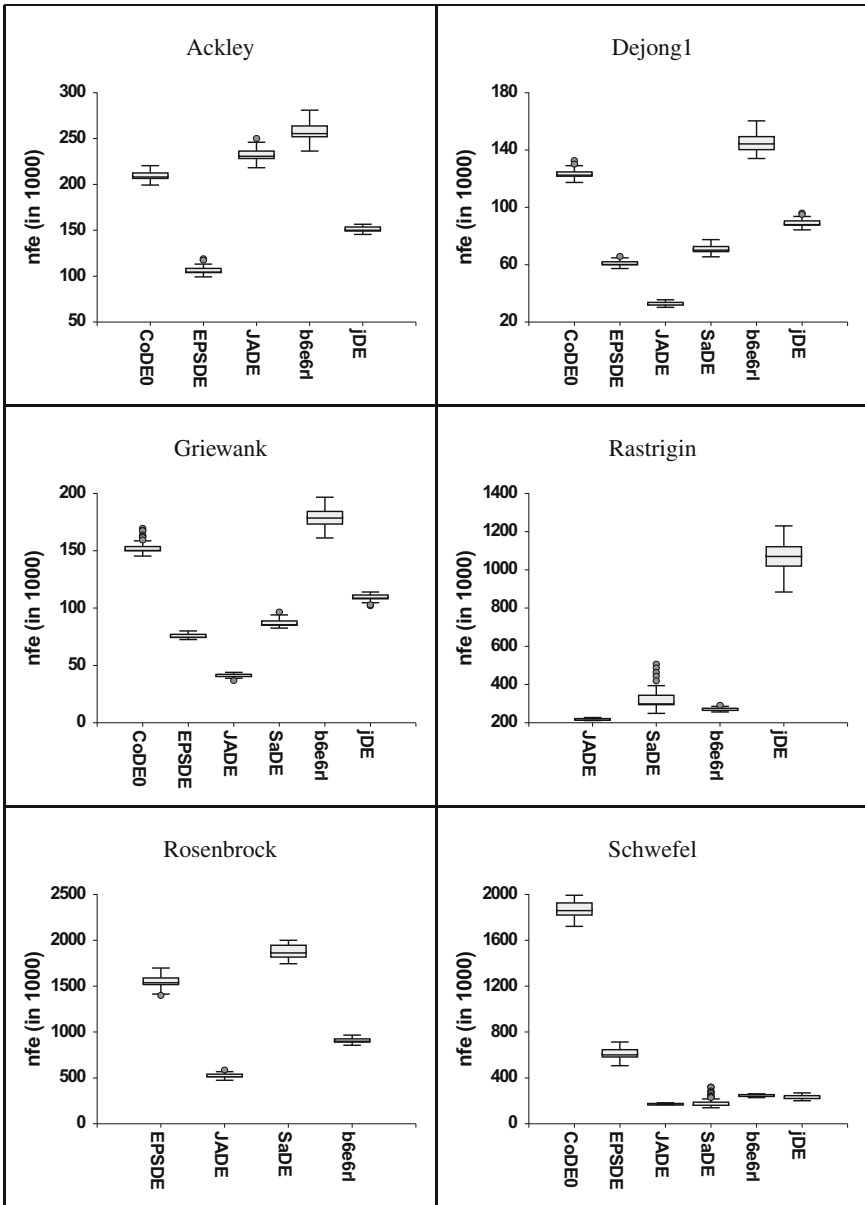 Ackley
300
250
200
150
100
50
nfe (in 1000)
CoDE0
EPSDE
JADE
b6e6rl
jDE
Dejong1
180
140
100
60
20
nfe (in 1000)
CoDE0
EPSDE
JADE
SaDE
b6e6rl
jDE
Griewank
200
150
100
50
0
nfe (in 1000)
CoDE0
EPSDE
JADE
SaDE
b6e6rl
jDE
Rastrigin
1400
1200
1000
800
600
400
200
nfe (in 1000)
JADE
SaDE
b6e6rl
jDE
Rosenbrock
2500
2000
1500
1000
500
0
nfe (in 1000)
EPSDE
JADE
SaDE
b6e6rl
Schwefel
2000
1600
1200
800
400
0
nfe (in 1000)
CoDE0
EPSDE
JADE
SaDE
b6e6rl
jDE